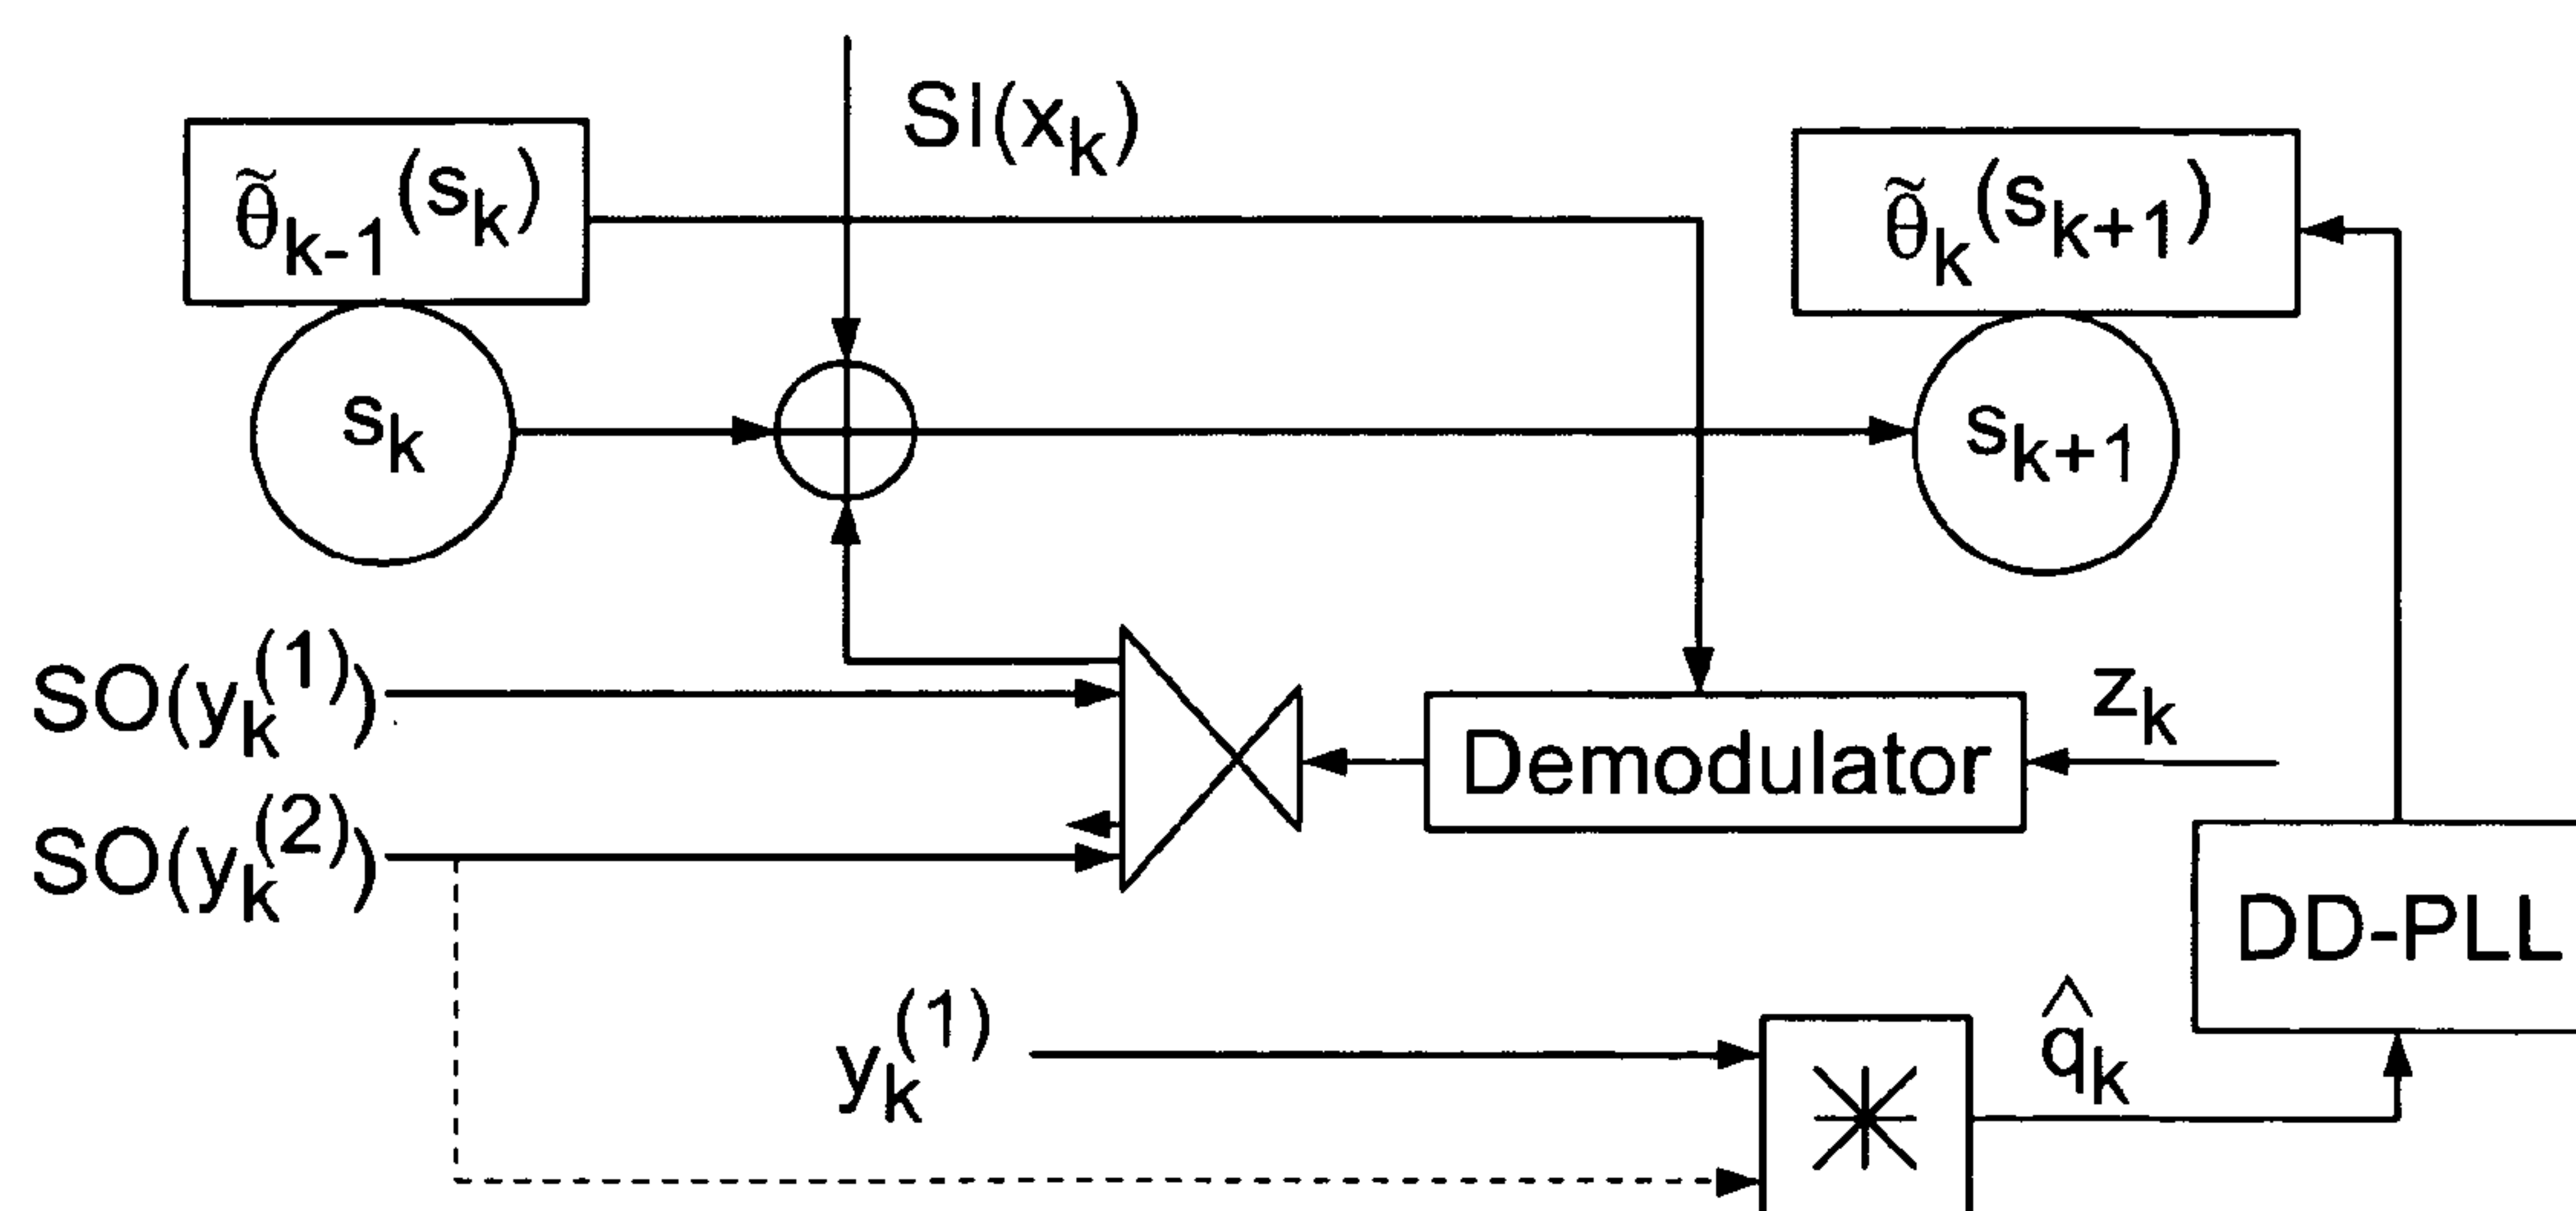 SI(x_k)
θ̃_{k-1}(s_k)
θ̃_k(s_{k+1})
s_k
s_{k+1}
SO(y_k^{(1)})
z_k
Demodulator
SO(y_k^{(2)})
DD-PLL
y_k^{(1)}
q̂_k